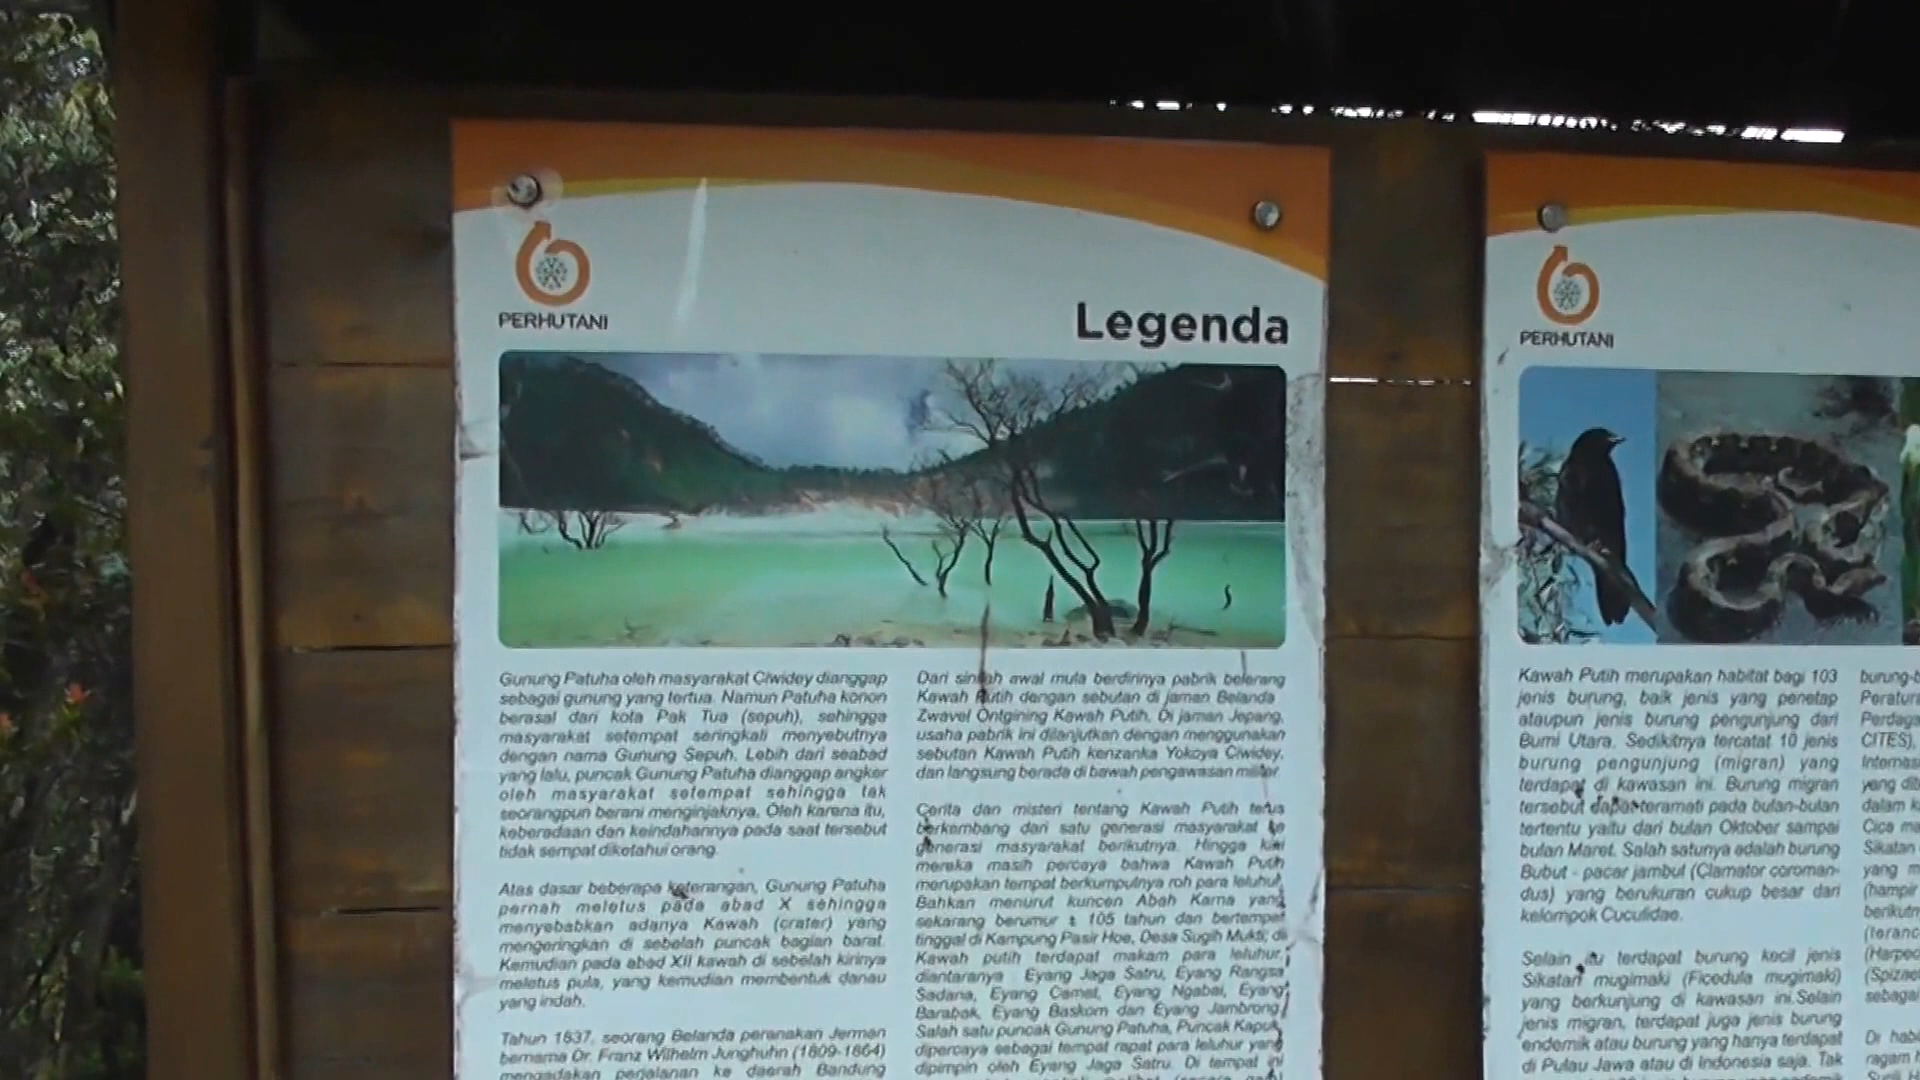 PERHUTANI
Legenda
Gunung Patuha oleh masyarakat Ciwidey dianggap
sebagai gunung yang tertua. Namun Patuha konon
berasal dari kota Pak Tua (sepuh), sehingga
masyarakat setempat seringkali menyebutnya
dengan nama Gunung Sepuh. Lebih dari seabad
yang lalu, puncak Gunung Patuha dianggap angker
oleh masyarakat setempat sehingga tak
seorangpun berani menginjaknya. Oleh karena itu,
keberadaan dan keindahannya pada saat tersebut
tidak sempat diketahui orang.
Atas dasar beberapa keterangan, Gunung Patuha
pernah meletus pada abad X sehingga
menyebabkan adanya Kawah (crater) yang
mengeringkan di sebelah puncak bagian barat.
Kemudian pada abad XII kawah di sebelah kirinya
meletus pula, yang kemudian membentuk danau
yang indah.
Tahun 1837, seorang Belanda peranakan Jerman
bernama Dr. Franz Wilhelm Junghuhn (1809-1864)
mengadakan perjalanan ke daerah Bandung
Dari sinilah awal mula berdirinya pabrik belerang
Kawah Putih dengan sebutan di jaman Belanda
Zwavel Ontgining Kawah Putih. Di jaman Jepang,
usaha pabrik ini dilanjutkan dengan menggunakan
sebutan Kawah Putih kenzanka Yokoya Ciwidey,
dan langsung berada di bawah pengawasan militer
Cerita dan misteri tentang Kawah Putih terus
berkembang dari satu generasi masyarakat ke
generasi masyarakat berikutnya. Hingga kini
mereka masih percaya bahwa Kawah Putih
merupakan tempat berkumpulnya roh para leluhur.
Bahkan menurut kuncen Abah Karna yang
sekarang berumur ± 105 tahun dan bertempat
tinggal di Kampung Pasir Hoe, Desa Sugih Mukti, di
Kawah putih terdapat makam para leluhur,
diantaranya Eyang Jaga Satru, Eyang Rangsa
Sadana, Eyang Camat, Eyang Ngabai, Eyang
Barabak, Eyang Baskom dan Eyang Jambrong.
Salah satu puncak Gunung Patuha, Puncak Kapuk,
dipercaya sebagai tempat rapat para leluhur yang
dipimpin oleh Eyang Jaga Satru. Di tempat ini
PERHUTANI
Kawah Putih merupakan habitat bagi 103
jenis burung, baik jenis yang penetap
ataupun jenis burung pengunjung dari
Bumi Utara. Sedikitnya tercatat 10 jenis
burung pengunjung (migran) yang
terdapat di kawasan ini. Burung migran
tersebut dapat teramati pada bulan-bulan
tertentu yaitu dari bulan Oktober sampai
bulan Maret. Salah satunya adalah burung
Bubut - pacar jambul (Clamator coroman-
dus) yang berukuran cukup besar dari
kelompok Cuculidae.
Selain itu terdapat burung kecil jenis
Sikatan mugimaki (Ficedula mugimaki)
yang berkunjung di kawasan ini.Selain
jenis migran, terdapat juga jenis burung
endemik atau burung yang hanya terdapat
di Pulau Jawa atau di Indonesia saja. Tak
CITES),
yang
dalam
Cica
Sikatan
yang
sebagai